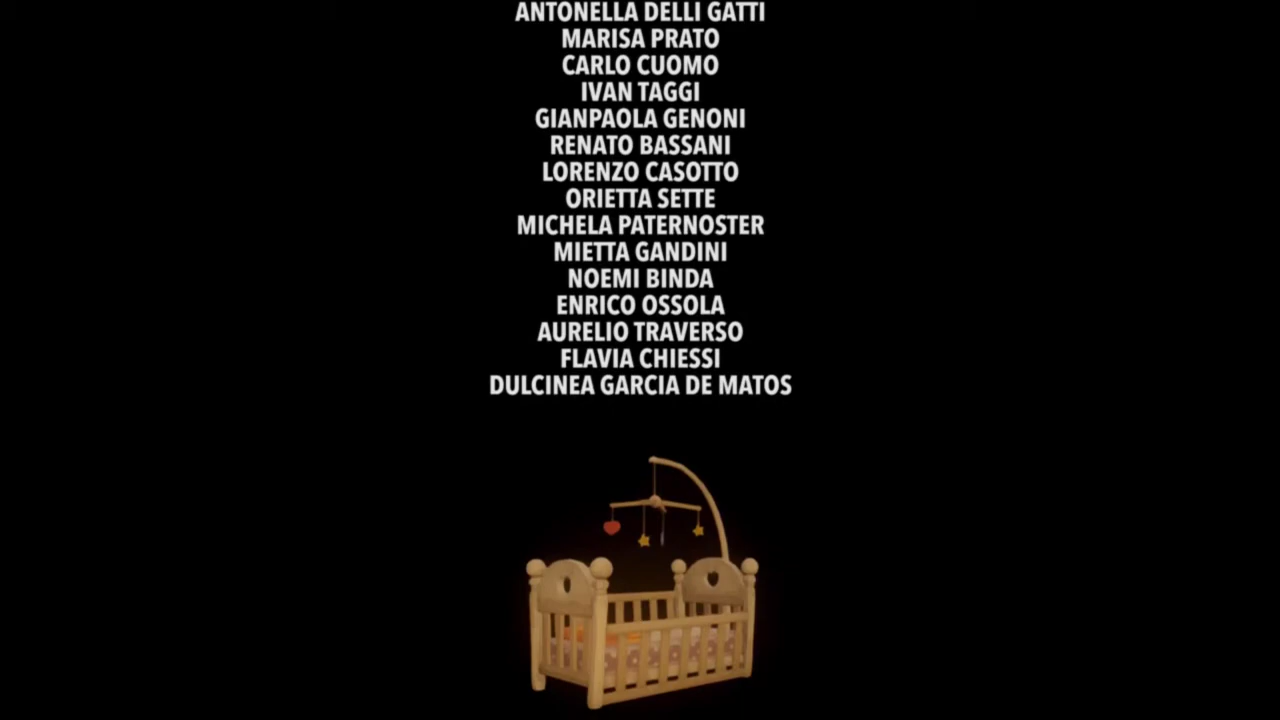 ANTONELLA DELLI GATTI
MARISA PRATO
CARLO CUOMO
IVAN TAGGI
GIANPAOLA GENONI
RENATO BASSANI
LORENZO CASOTTO
ORIETTA SETTE
MICHELA PATERNOSTER
MIETTA GANDINI
NOEMI BINDA
ENRICO OSSOLA
AURELIO TRAVERSO
FLAVIA CHIESSI
DULCINEA GARCIA DE MATOS